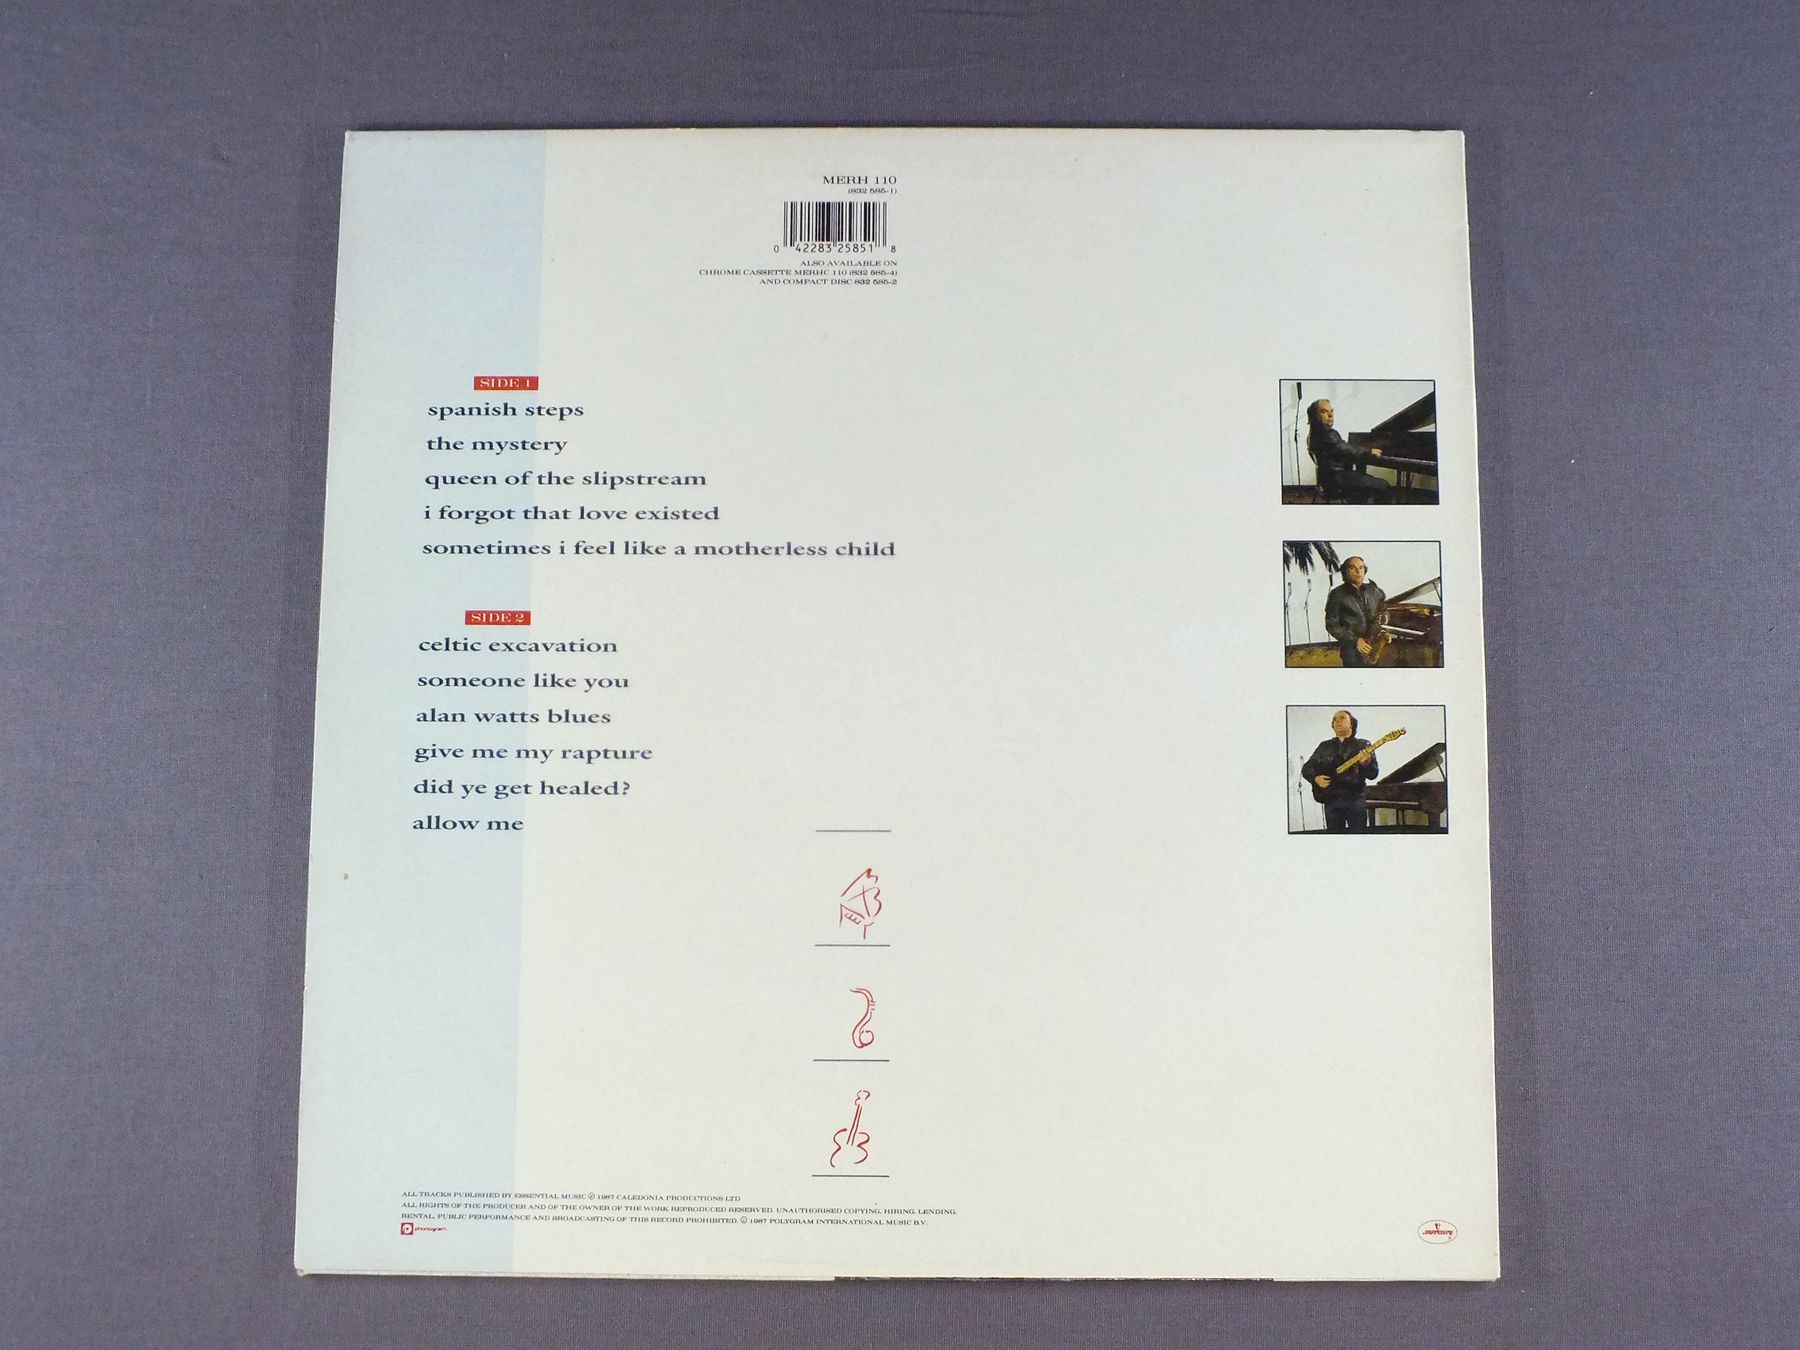 MERH 110
(832 585-1)
0 42283 25851 8
ALSO AVAILABLE ON
CHROME CASSETTE MERHC 110 (832 585-4)
AND COMPACT DISC 832 585-2
SIDE 1
spanish steps
the mystery
queen of the slipstream
i forgot that love existed
sometimes i feel like a motherless child
SIDE 2
celtic excavation
someone like you
alan watts blues
give me my rapture
did ye get healed?
allow me
ALL TRACKS PUBLISHED BY ESSENTIAL MUSIC ℗ 1987 CALEDONIA PRODUCTIONS LTD
ALL RIGHTS OF THE PRODUCER AND OF THE OWNER OF THE WORK REPRODUCED RESERVED. UNAUTHORISED COPYING, HIRING, LENDING,
RENTAL, PUBLIC PERFORMANCE AND BROADCASTING OF THIS RECORD PROHIBITED. © 1987 POLYGRAM INTERNATIONAL MUSIC B.V.
phonogram
mercury